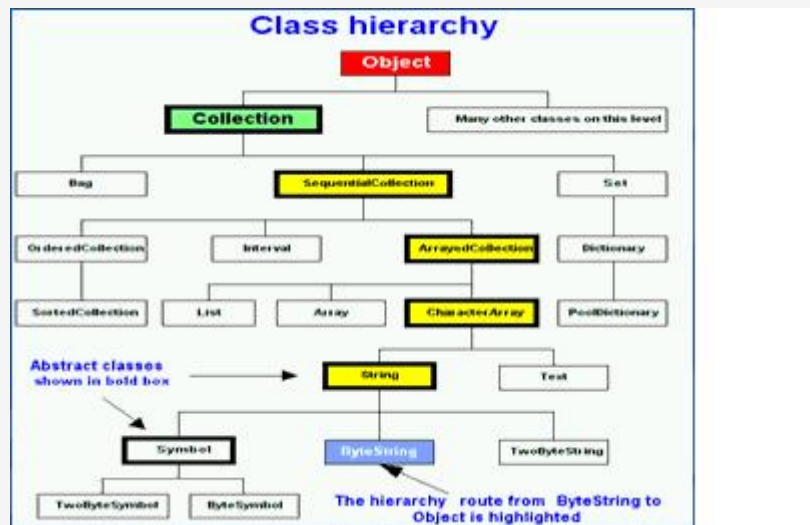 Class hierarchy
Object
Collection
Many other classes on this level
Bag
SequentialCollection
Set
OrderedCollection
Interval
ArrayedCollection
Dictionary
SortedCollection
List
Array
CharacterArray
PoolDictionary
Abstract classes
shown in bold box
String
Text
Symbol
ByteString
TwoByteString
TwoByteSymbol
ByteSymbol
The hierarchy route from ByteString to
Object is highlighted